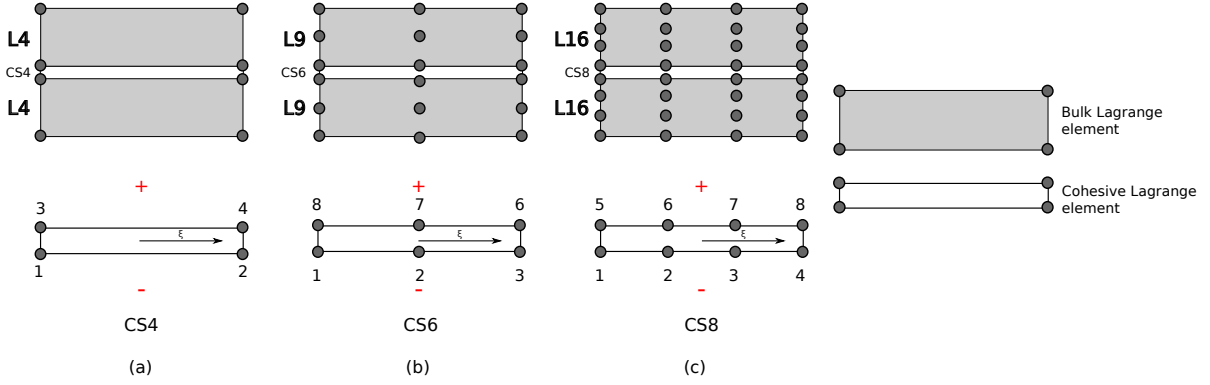 L4
CS4
L4
L9
CS6
L9
L16
CS8
L16
Bulk Lagrange
element
Cohesive Lagrange
element
+
3 4
ξ
1 2
-
CS4
(a)
+
8 7 6
ξ
1 2 3
-
CS6
(b)
+
5 6 7 8
ξ
1 2 3 4
-
CS8
(c)